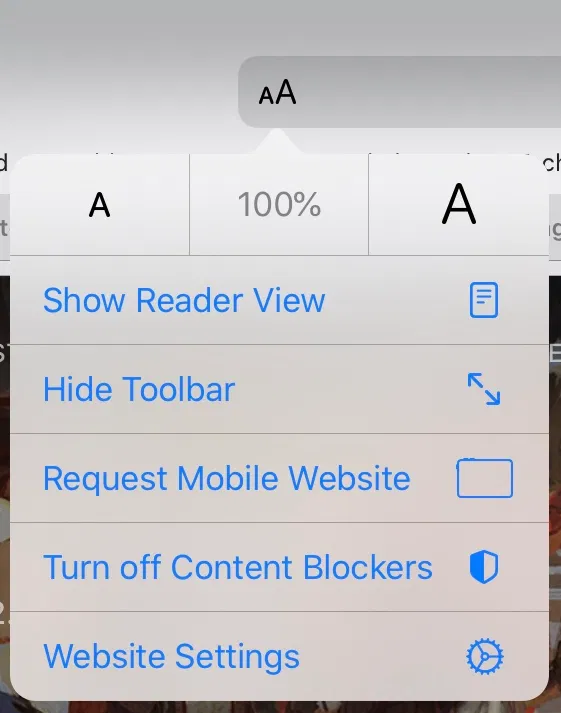 AA
A 100% A
Show Reader View
Hide Toolbar
Request Mobile Website
Turn off Content Blockers
Website Settings